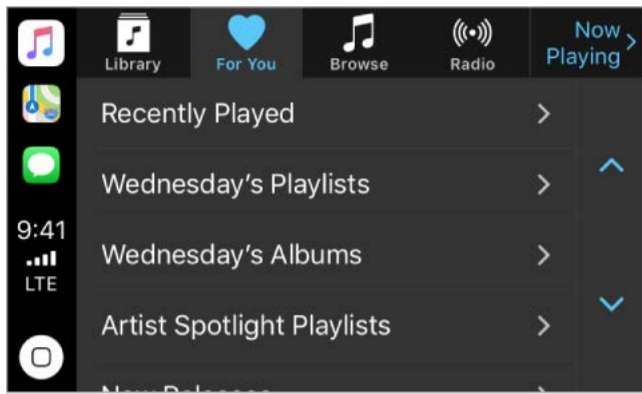 Library
For You
Browse
Radio
Now
Playing
Recently Played
Wednesday's Playlists
Wednesday's Albums
Artist Spotlight Playlists
9:41
LTE